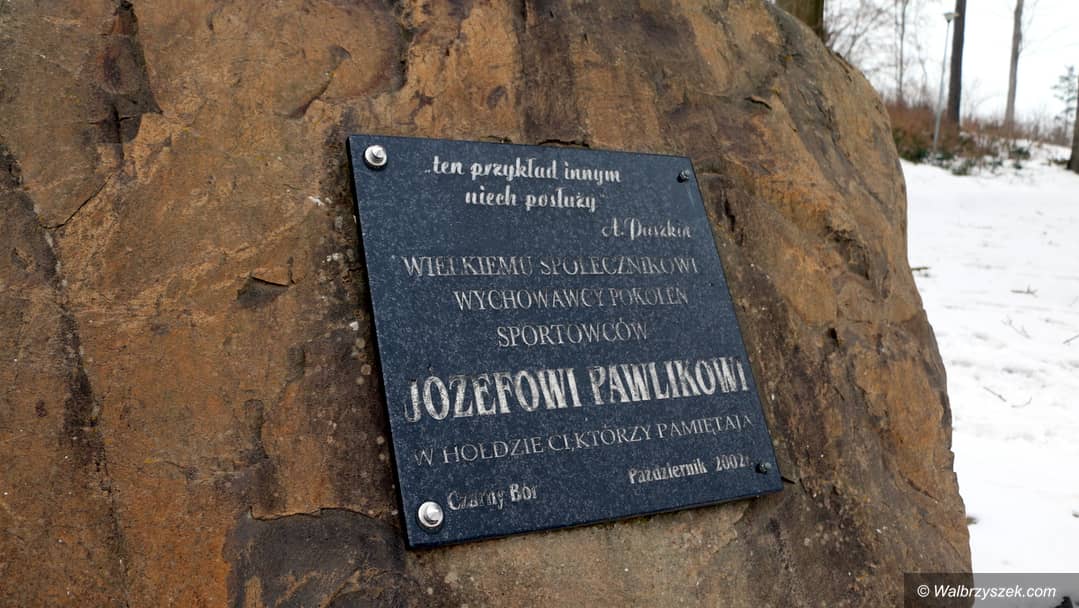 „ten przykład innym
niech posłuży"
A. Puszkin
WIELKIEMU SPOŁECZNIKOWI
WYCHOWAWCY POKOLEŃ
SPORTOWCÓW
JÓZEFOWI PAWLIKOWI
W HOŁDZIE CI,KTÓRZY PAMIĘTAJĄ
Czarny Bór
Październik 2002r.
© Walbrzyszek.com